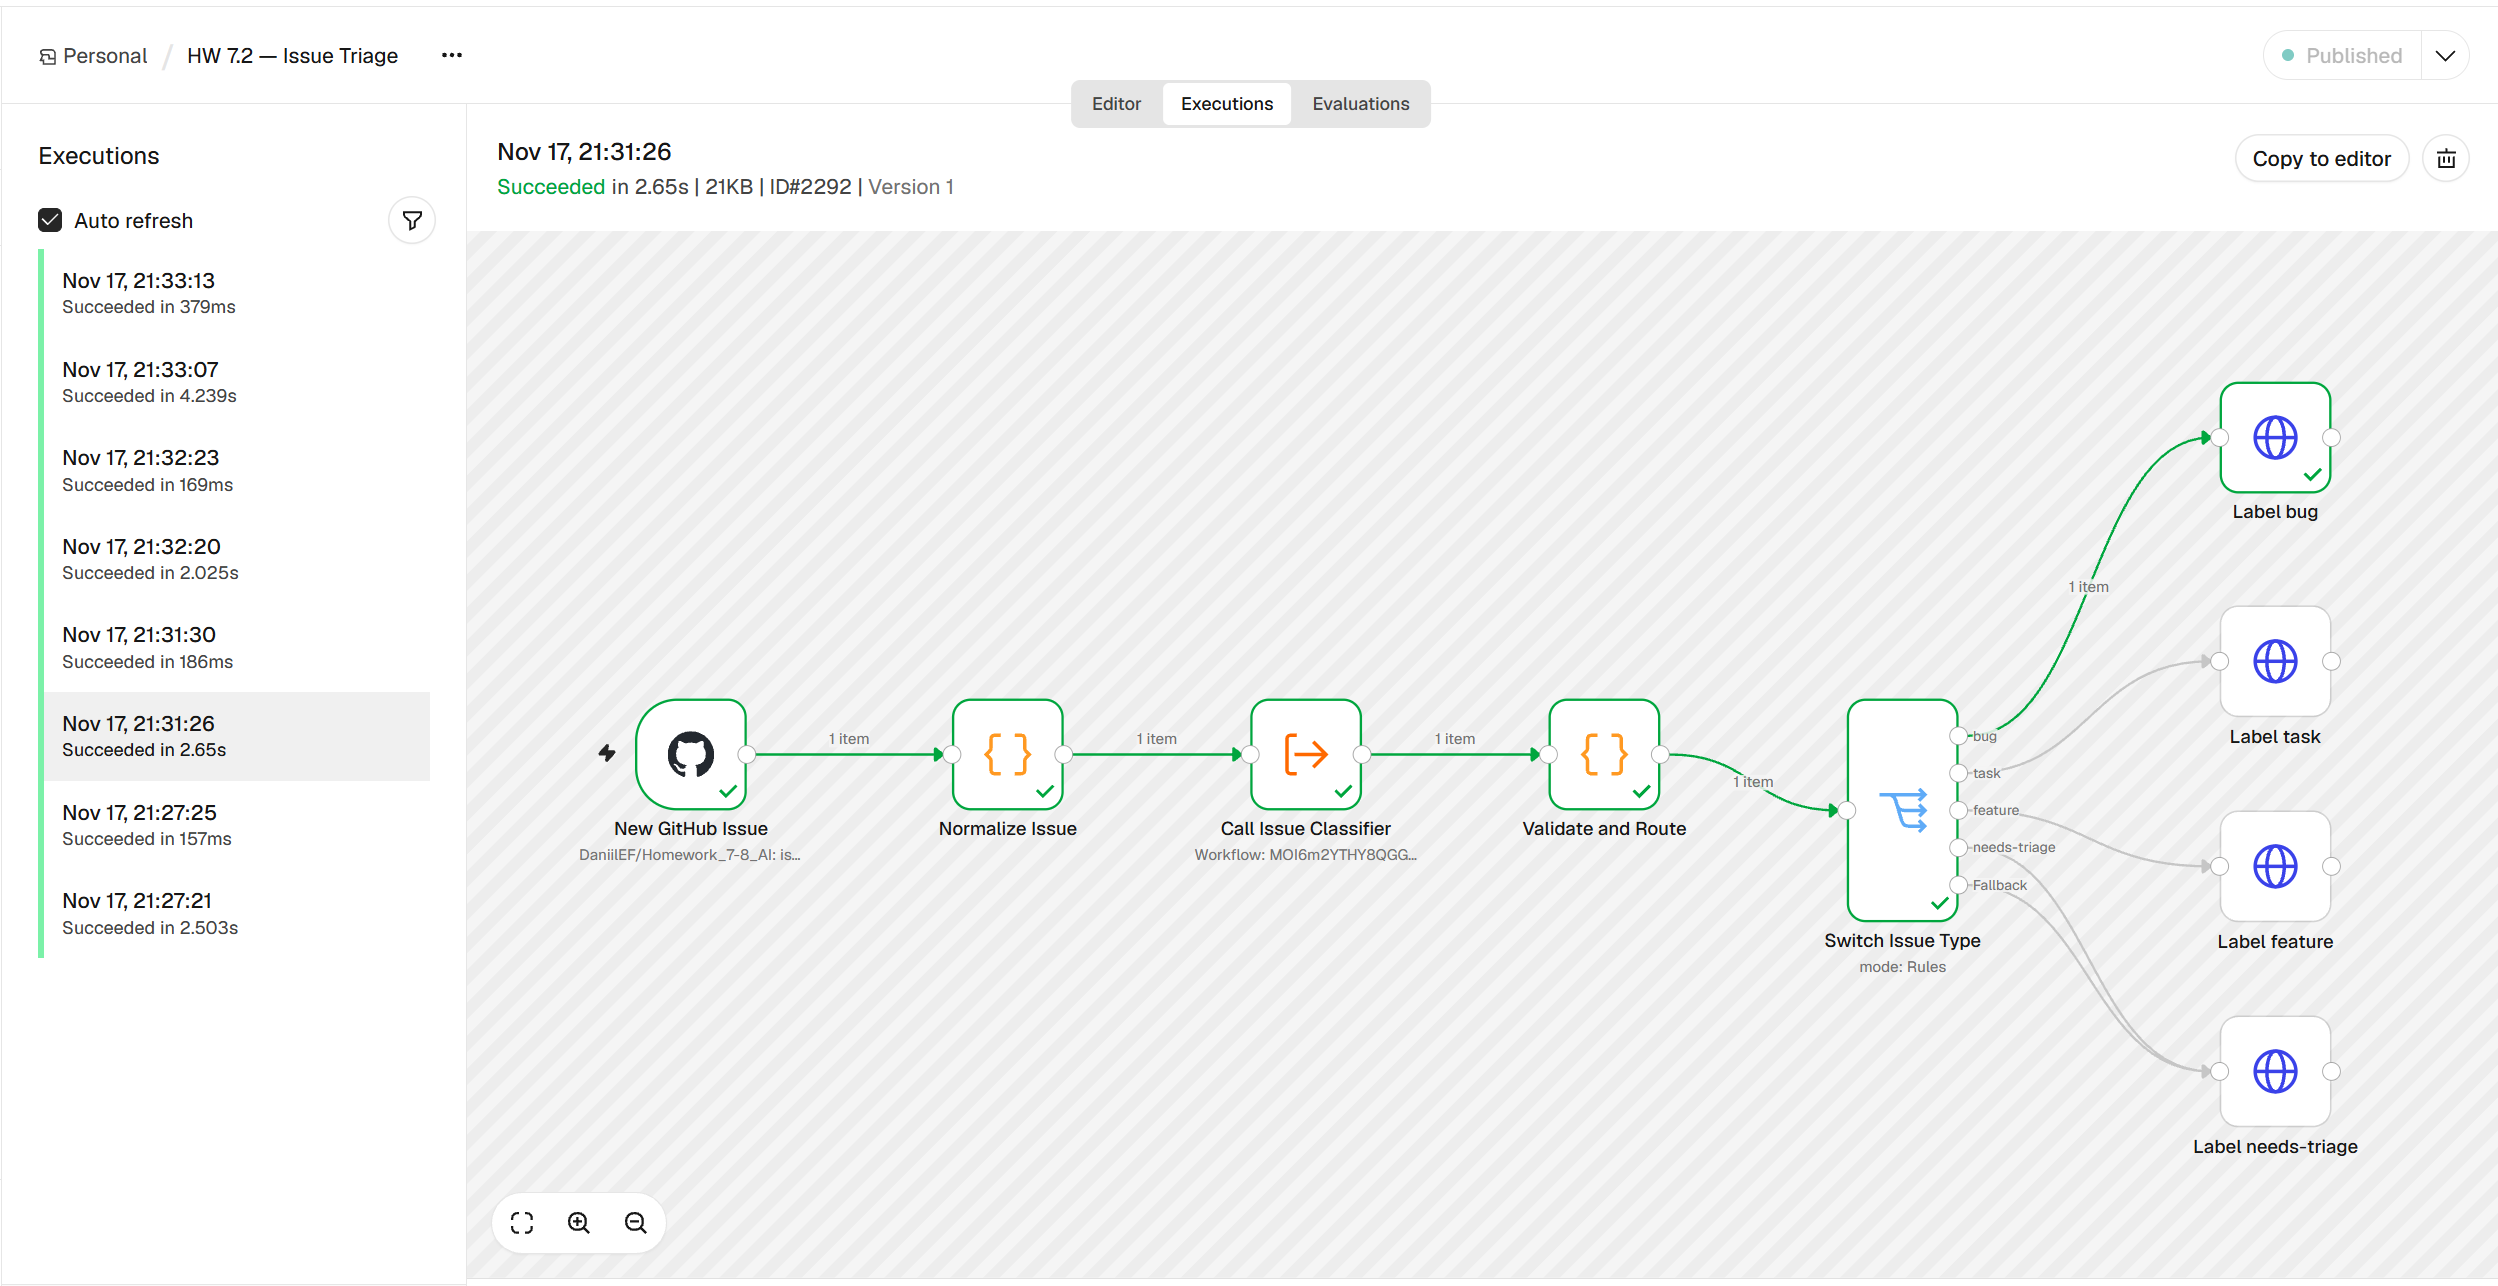 Personal / HW 7.2 — Issue Triage
Published
Editor
Executions
Evaluations
Executions
Auto refresh
Nov 17, 21:33:13
Succeeded in 379ms
Nov 17, 21:33:07
Succeeded in 4.239s
Nov 17, 21:32:23
Succeeded in 169ms
Nov 17, 21:32:20
Succeeded in 2.025s
Nov 17, 21:31:30
Succeeded in 186ms
Nov 17, 21:31:26
Succeeded in 2.65s
Nov 17, 21:27:25
Succeeded in 157ms
Nov 17, 21:27:21
Succeeded in 2.503s
Nov 17, 21:31:26
Succeeded in 2.65s | 21KB | ID#2292 | Version 1
Copy to editor
New GitHub Issue
DaniilEF/Homework_7-8_AI: is...
1 item
Normalize Issue
1 item
Call Issue Classifier
Workflow: MOI6m2YTHY8QGG...
1 item
Validate and Route
1 item
bug
task
feature
needs-triage
Fallback
Switch Issue Type
mode: Rules
1 item
Label bug
Label task
Label feature
Label needs-triage